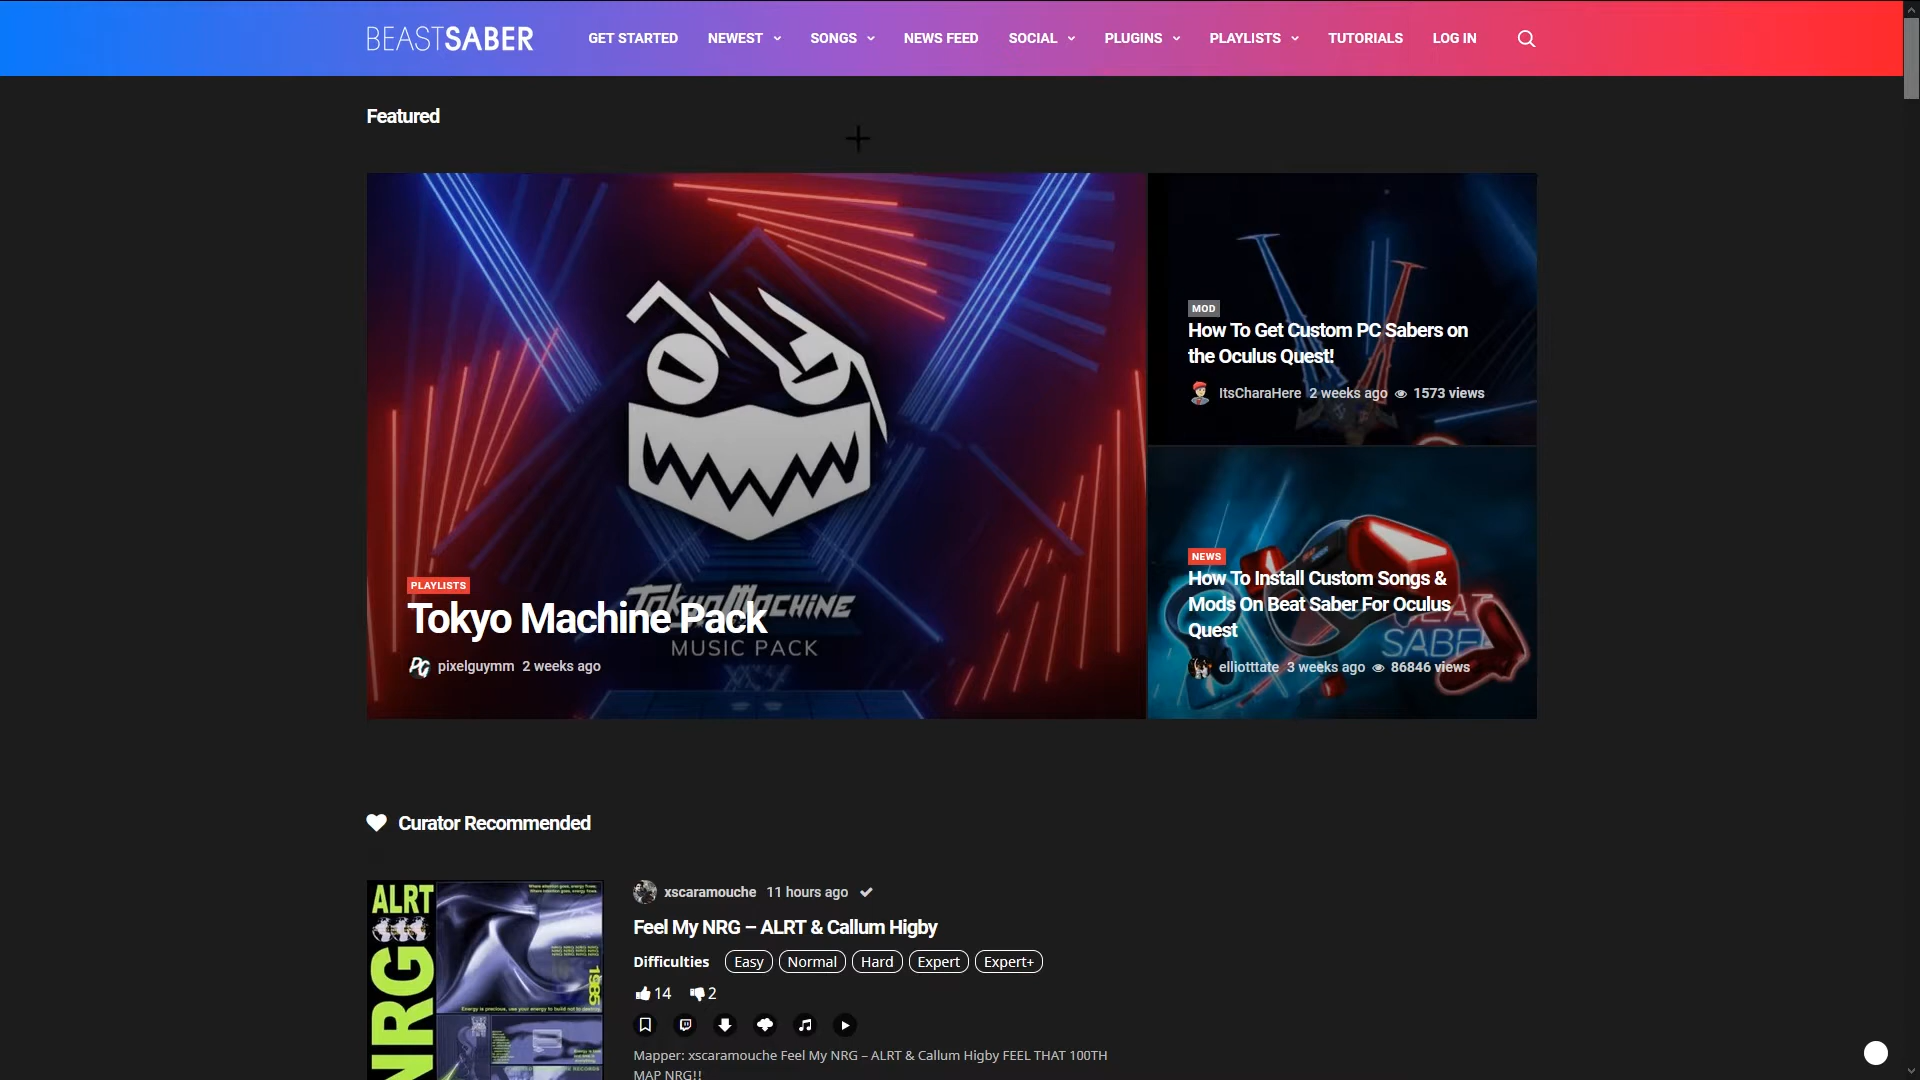 BEASTSABER
GET STARTED
NEWEST
SONGS
NEWS FEED
SOCIAL
PLUGINS
PLAYLISTS
TUTORIALS
LOG IN
Featured
PLAYLISTS
Tokyo Machine Pack
TOKYO MACHINE
MUSIC PACK
pixelguymm 2 weeks ago
MOD
How To Get Custom PC Sabers on
the Oculus Quest!
ItsCharaHere 2 weeks ago 1573 views
NEWS
How To Install Custom Songs &
Mods On Beat Saber For Oculus
Quest
BEAT
SABER
elliotttate 3 weeks ago 86846 views
Curator Recommended
ALRT
NRG
1985
xscaramouche 11 hours ago
Feel My NRG – ALRT & Callum Higby
Difficulties Easy Normal Hard Expert Expert+
14 2
Mapper: xscaramouche Feel My NRG – ALRT & Callum Higby FEEL THAT 100TH
MAP NRG!!